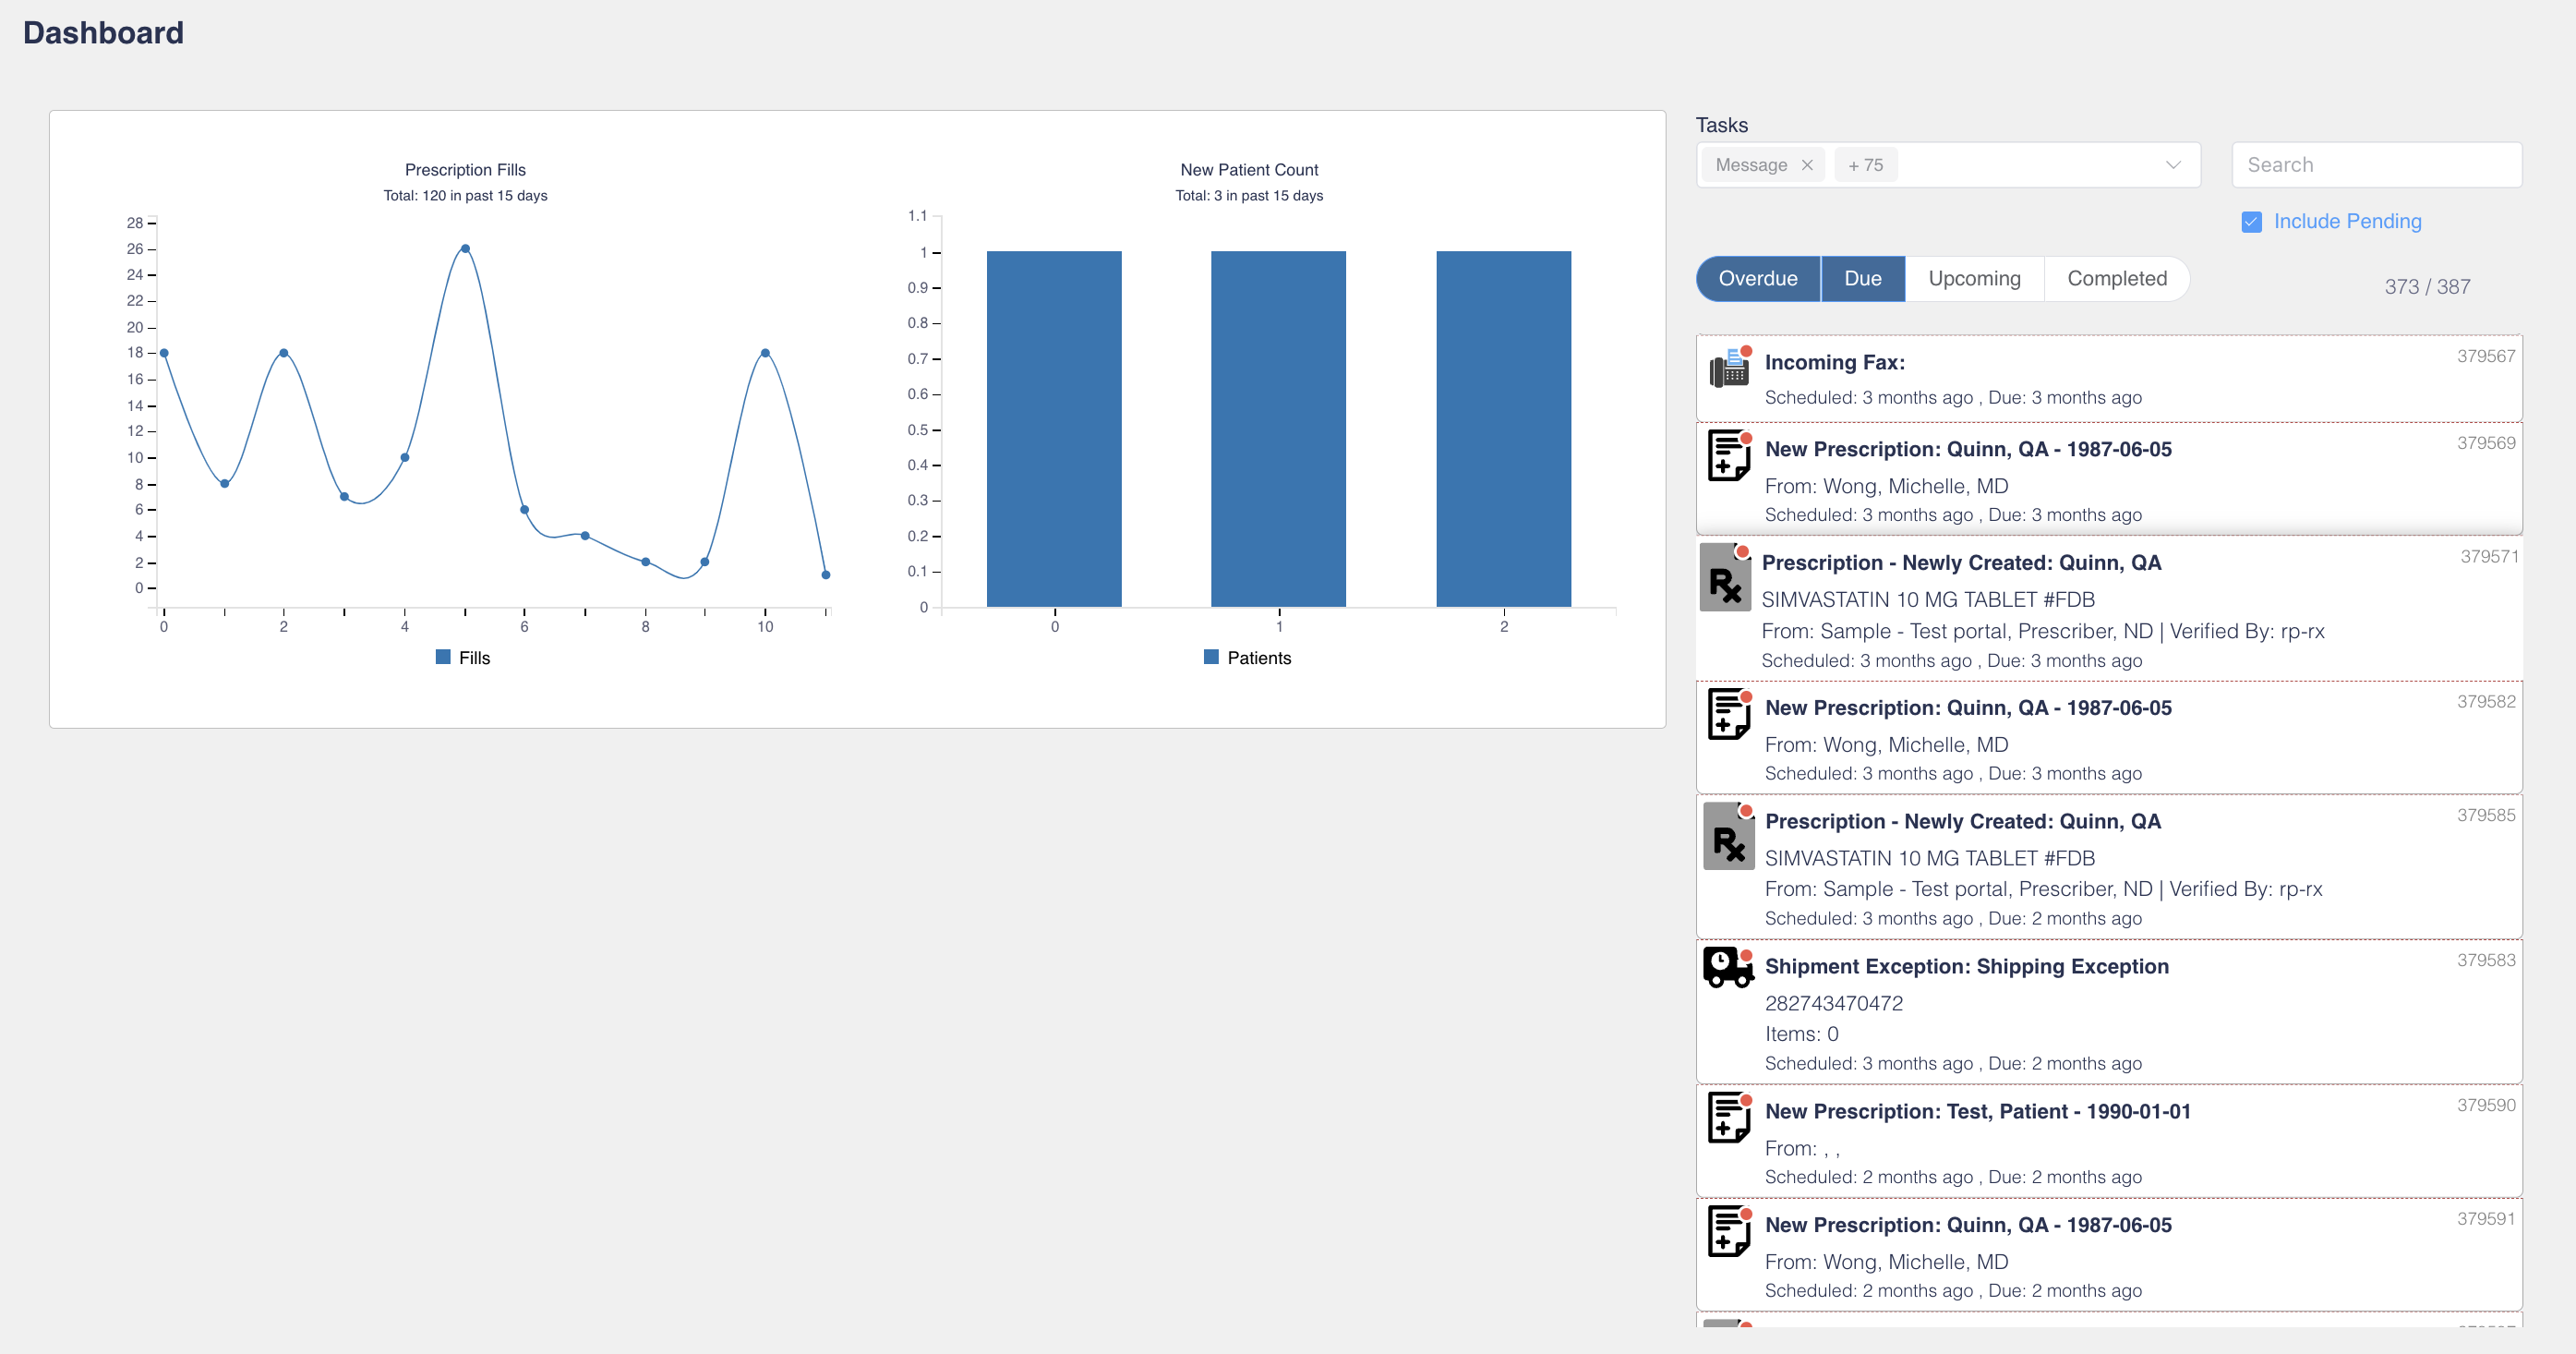 Dashboard
Prescription Fills
Total: 120 in past 15 days
28
26
24
22
20
18
16
14
12
10
8
6
4
2
0
0
2
4
6
8
10
Fills
New Patient Count
Total: 3 in past 15 days
1.1
1
0.9
0.8
0.7
0.6
0.5
0.4
0.3
0.2
0.1
0
0
1
2
Patients
Tasks
Message
+ 75
Search
Include Pending
Overdue
Due
Upcoming
Completed
373 / 387
Incoming Fax:
379567
Scheduled: 3 months ago , Due: 3 months ago
New Prescription: Quinn, QA - 1987-06-05
379569
From: Wong, Michelle, MD
Scheduled: 3 months ago , Due: 3 months ago
Rx
Prescription - Newly Created: Quinn, QA
379571
SIMVASTATIN 10 MG TABLET #FDB
From: Sample - Test portal, Prescriber, ND | Verified By: rp-rx
Scheduled: 3 months ago , Due: 3 months ago
New Prescription: Quinn, QA - 1987-06-05
379582
From: Wong, Michelle, MD
Scheduled: 3 months ago , Due: 3 months ago
Rx
Prescription - Newly Created: Quinn, QA
379585
SIMVASTATIN 10 MG TABLET #FDB
From: Sample - Test portal, Prescriber, ND | Verified By: rp-rx
Scheduled: 3 months ago , Due: 2 months ago
Shipment Exception: Shipping Exception
379583
282743470472
Items: 0
Scheduled: 3 months ago , Due: 2 months ago
New Prescription: Test, Patient - 1990-01-01
379590
From: , ,
Scheduled: 2 months ago , Due: 2 months ago
New Prescription: Quinn, QA - 1987-06-05
379591
From: Wong, Michelle, MD
Scheduled: 2 months ago , Due: 2 months ago